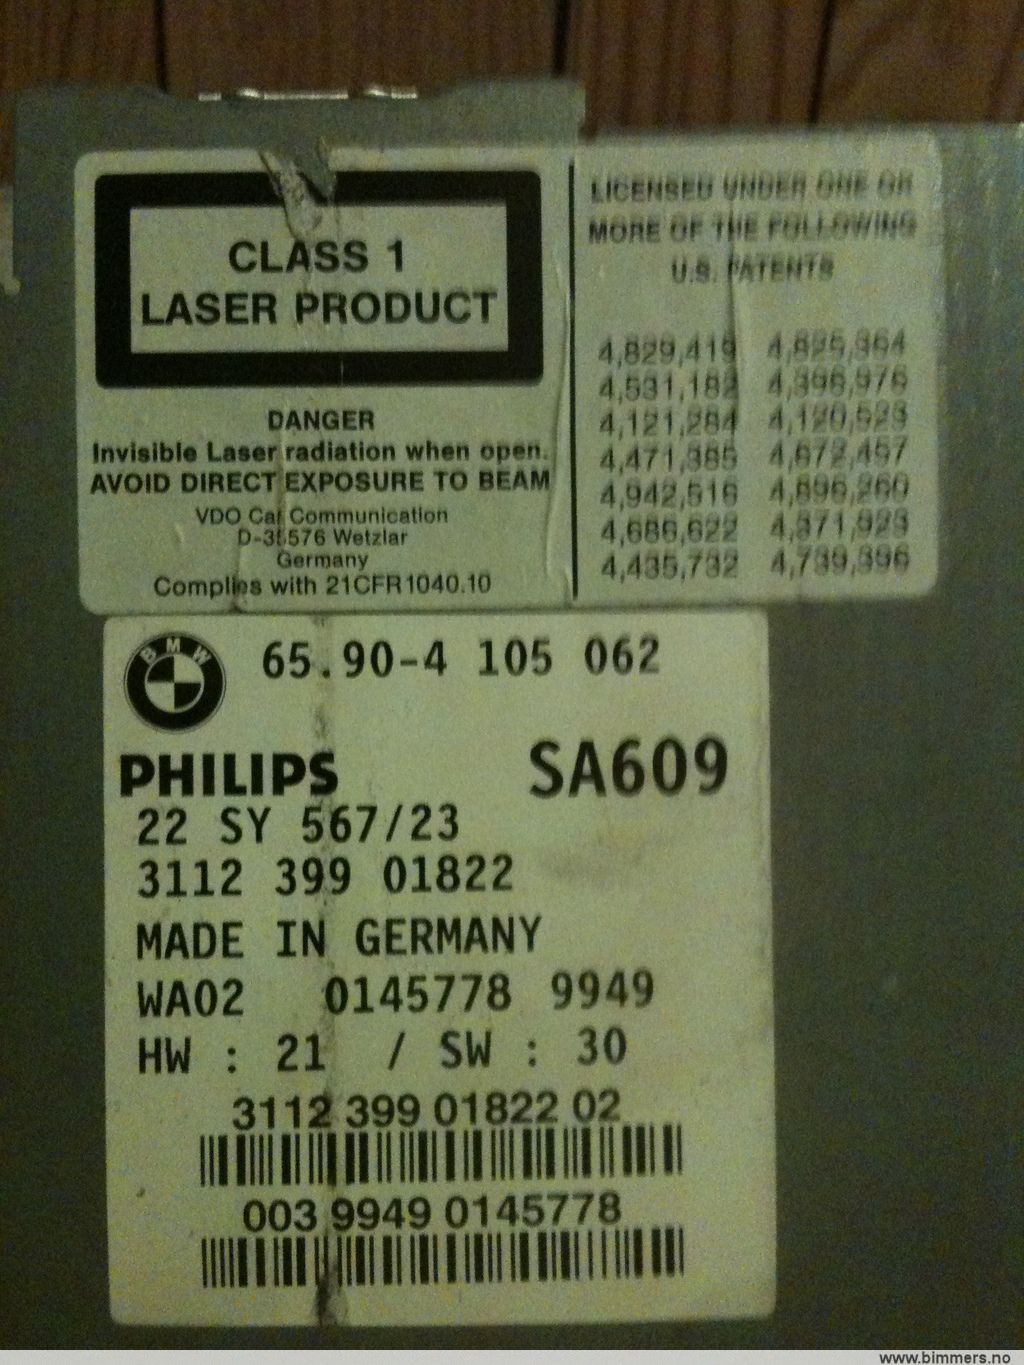 CLASS 1
LASER PRODUCT
DANGER
Invisible Laser radiation when open.
AVOID DIRECT EXPOSURE TO BEAM
VDO Car Communication
D-35576 Wetzlar
Germany
Complies with 21CFR1040.10
LICENSED UNDER ONE OR
MORE OF THE FOLLOWING
U.S. PATENTS
4,829,419 4,825,364
4,531,182 4,396,976
4,121,284 4,120,523
4,471,385 4,672,457
4,942,516 4,896,260
4,686,622 4,371,923
4,435,732 4,739,396
BMW
65.90-4 105 062
PHILIPS SA609
22 SY 567/23
3112 399 01822
MADE IN GERMANY
WA02 0145778 9949
HW : 21 / SW : 30
3112 399 01822 02
003 9949 0145778
www.bimmers.no